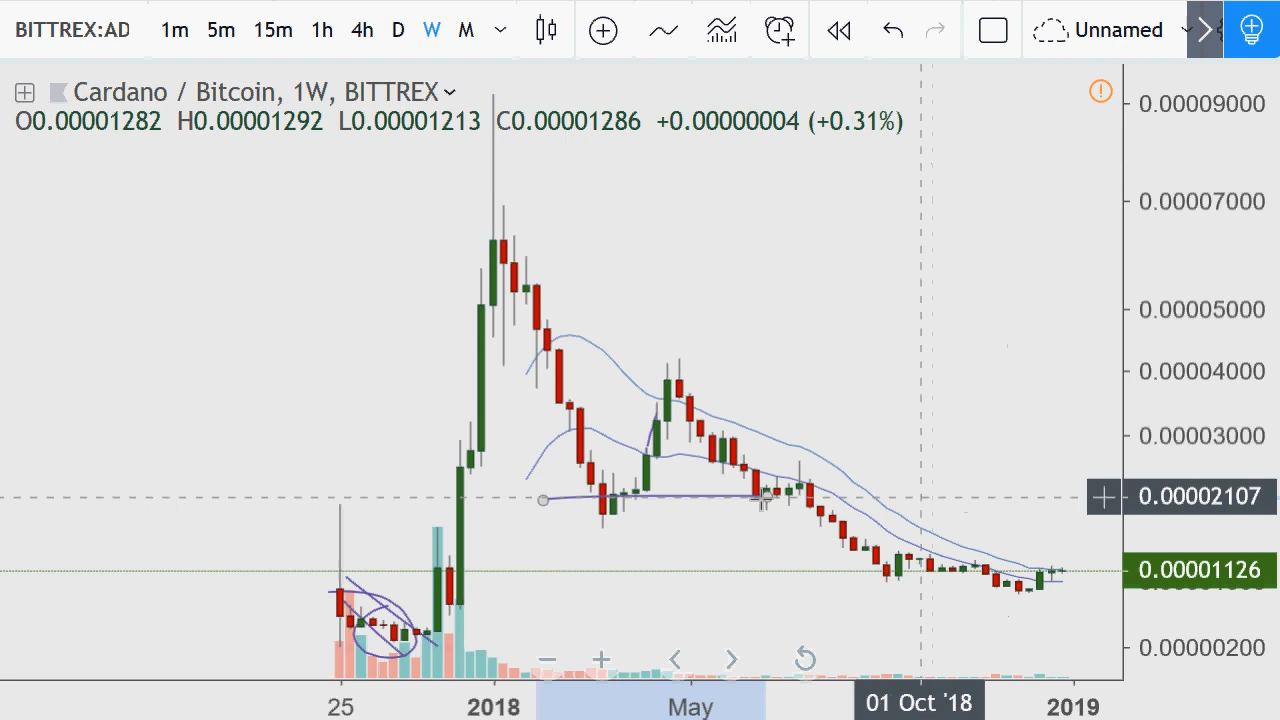 BITTREX:AD 1m 5m 15m 1h 4h D W M Unnamed
Cardano / Bitcoin, 1W, BITTREX
O0.00001282 H0.00001292 L0.00001213 C0.00001286 +0.00000004 (+0.31%)
0.00009000
0.00007000
0.00005000
0.00004000
0.00003000
0.00002107
0.00001126
0.00000200
25 2018 May 01 Oct '18 2019